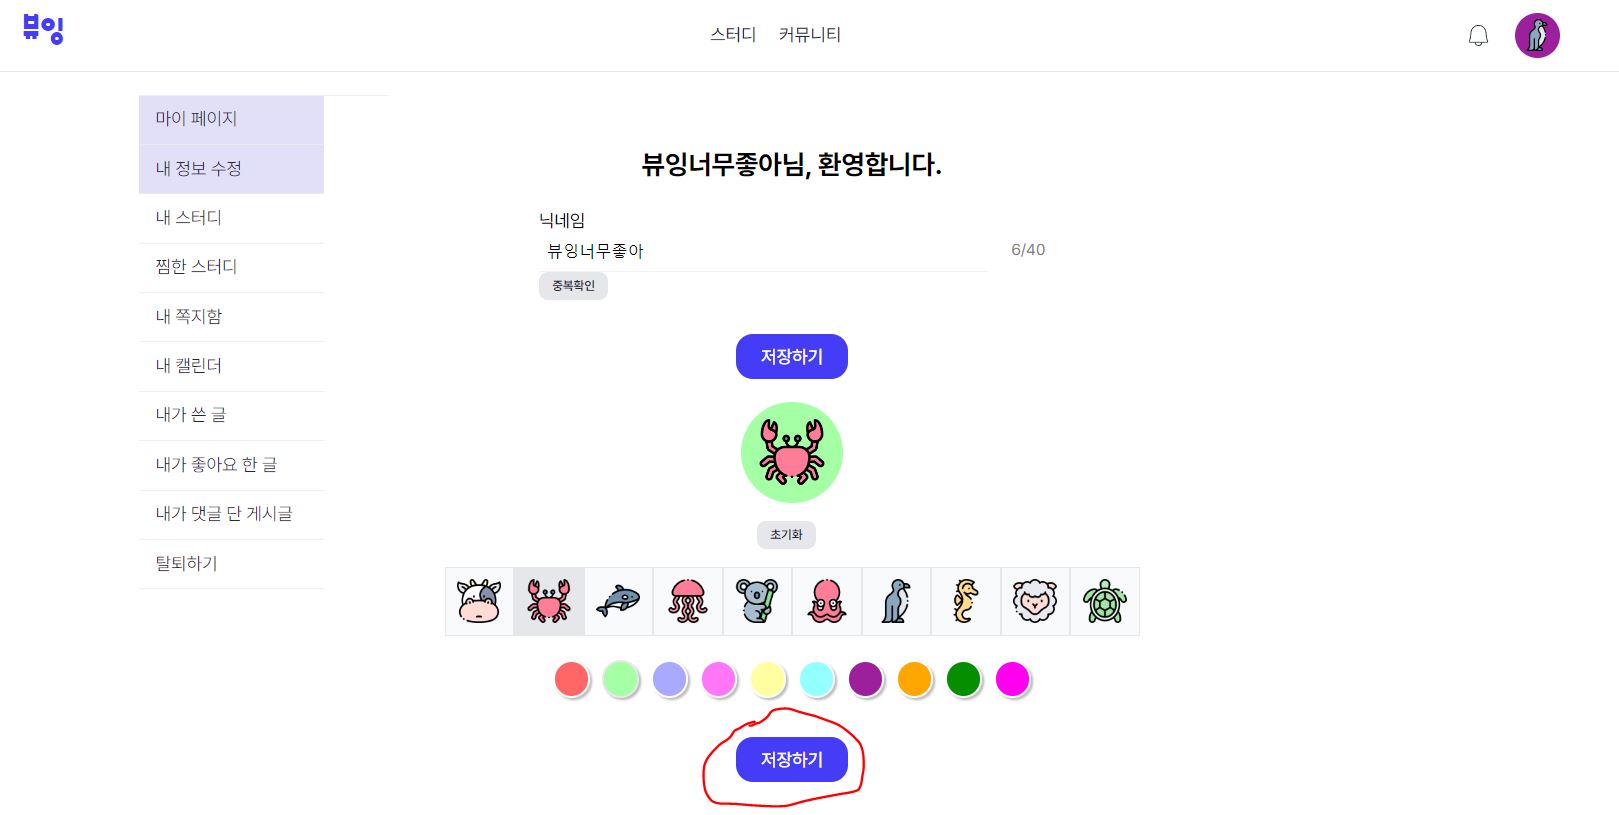 뷰잉
스터디 커뮤니티
마이 페이지
내 정보 수정
내 스터디
찜한 스터디
내 쪽지함
내 캘린더
내가 쓴 글
내가 좋아요 한 글
내가 댓글 단 게시글
탈퇴하기
뷰잉너무좋아님, 환영합니다.
닉네임
뷰잉너무좋아 6/40
중복확인
저장하기
초기화
저장하기